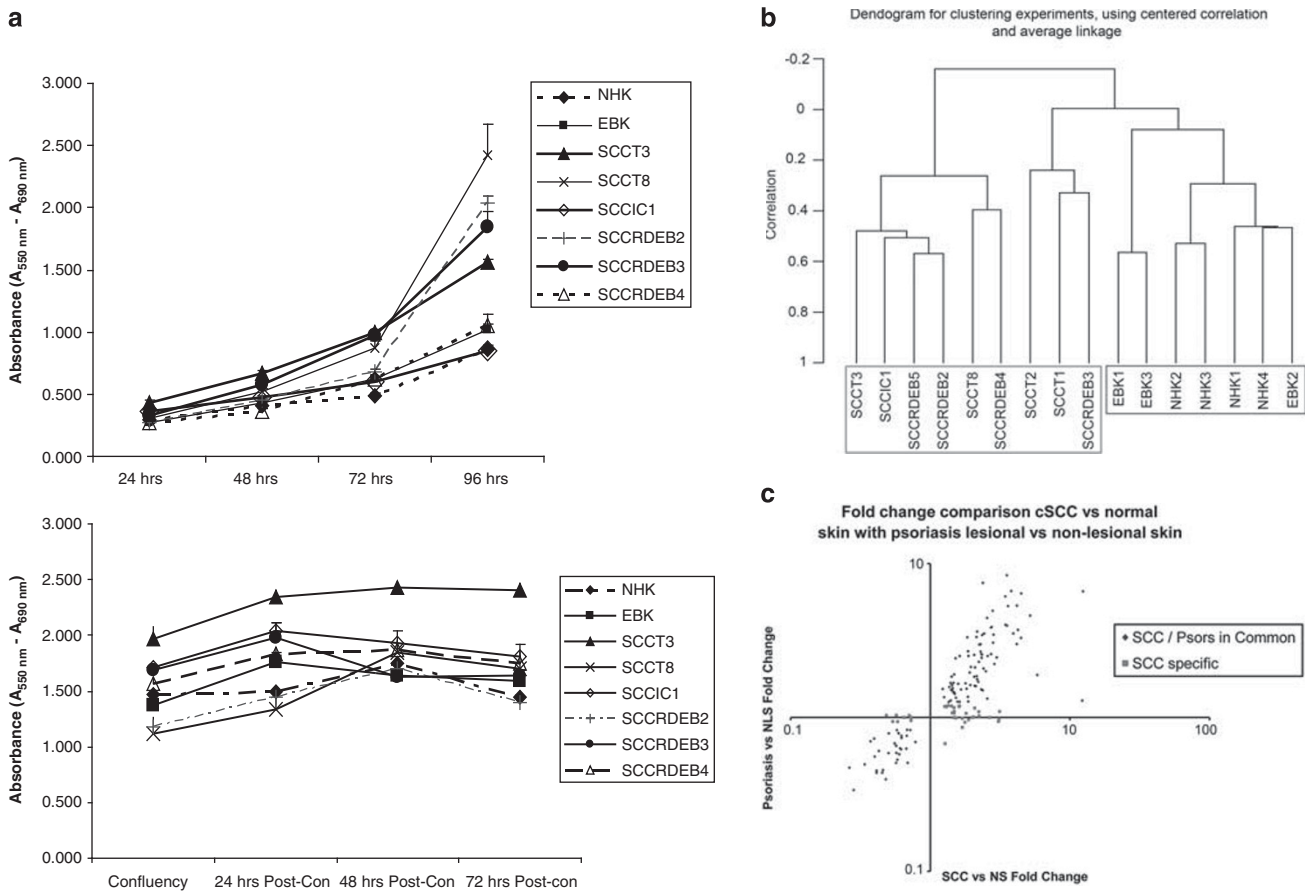 a
3.000
2.500
2.000
1.500
1.000
0.500
0.000
Absorbance (A550 nm - A690 nm)
24 hrs
48 hrs
72 hrs
96 hrs
NHK
EBK
SCCT3
SCCT8
SCCIC1
SCCRDEB2
SCCRDEB3
SCCRDEB4
3.000
2.500
2.000
1.500
1.000
0.500
0.000
Absorbance (A550 nm - A690 nm)
Confluency
24 hrs Post-Con
48 hrs Post-Con
72 hrs Post-con
NHK
EBK
SCCT3
SCCT8
SCCIC1
SCCRDEB2
SCCRDEB3
SCCRDEB4
b
Dendogram for clustering experiments, using centered correlation
and average linkage
-0.2
0
0.2
0.4
0.6
0.8
1
Correlation
SCCT3
SCCIC1
SCCRDEB5
SCCRDEB2
SCCT8
SCCRDEB4
SCCT2
SCCT1
SCCRDEB3
EBK1
EBK3
NHK2
NHK3
NHK1
NHK4
EBK2
c
Fold change comparison cSCC vs normal
skin with psoriasis lesional vs non-lesional skin
10
Psoriasis vs NLS Fold Change
0.1
10
100
0.1
SCC vs NS Fold Change
SCC / Psors in Common
SCC specific